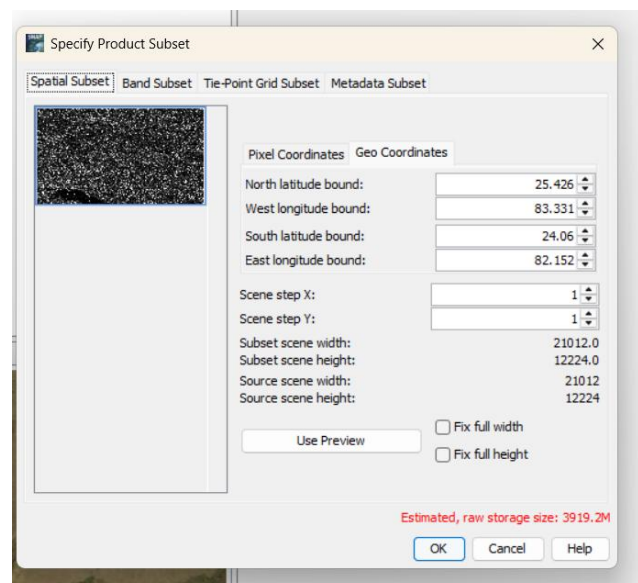 SNAP
Specify Product Subset
Spatial Subset Band Subset Tie-Point Grid Subset Metadata Subset
Pixel Coordinates Geo Coordinates
North latitude bound: 25.426
West longitude bound: 83.331
South latitude bound: 24.06
East longitude bound: 82.152
Scene step X: 1
Scene step Y: 1
Subset scene width: 21012.0
Subset scene height: 12224.0
Source scene width: 21012
Source scene height: 12224
Use Preview
Fix full width
Fix full height
Estimated, raw storage size: 3919.2M
OK Cancel Help